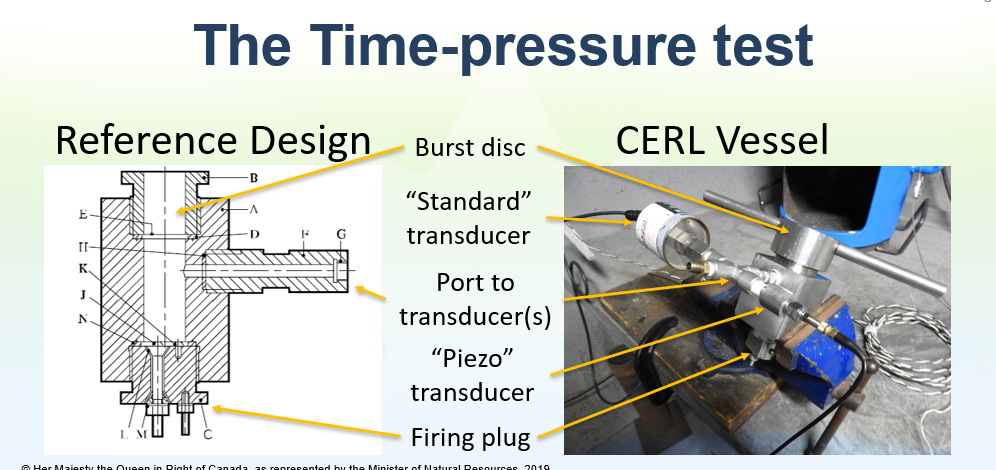 The Time-pressure test
Reference Design
CERL Vessel
Burst disc
"Standard"
transducer
Port to
transducer(s)
"Piezo"
transducer
Firing plug
B
A
E
D
H
F
G
K
J
N
L M
C
© Her Majesty the Queen in Right of Canada, as represented by the Minister of Natural Resources, 2019